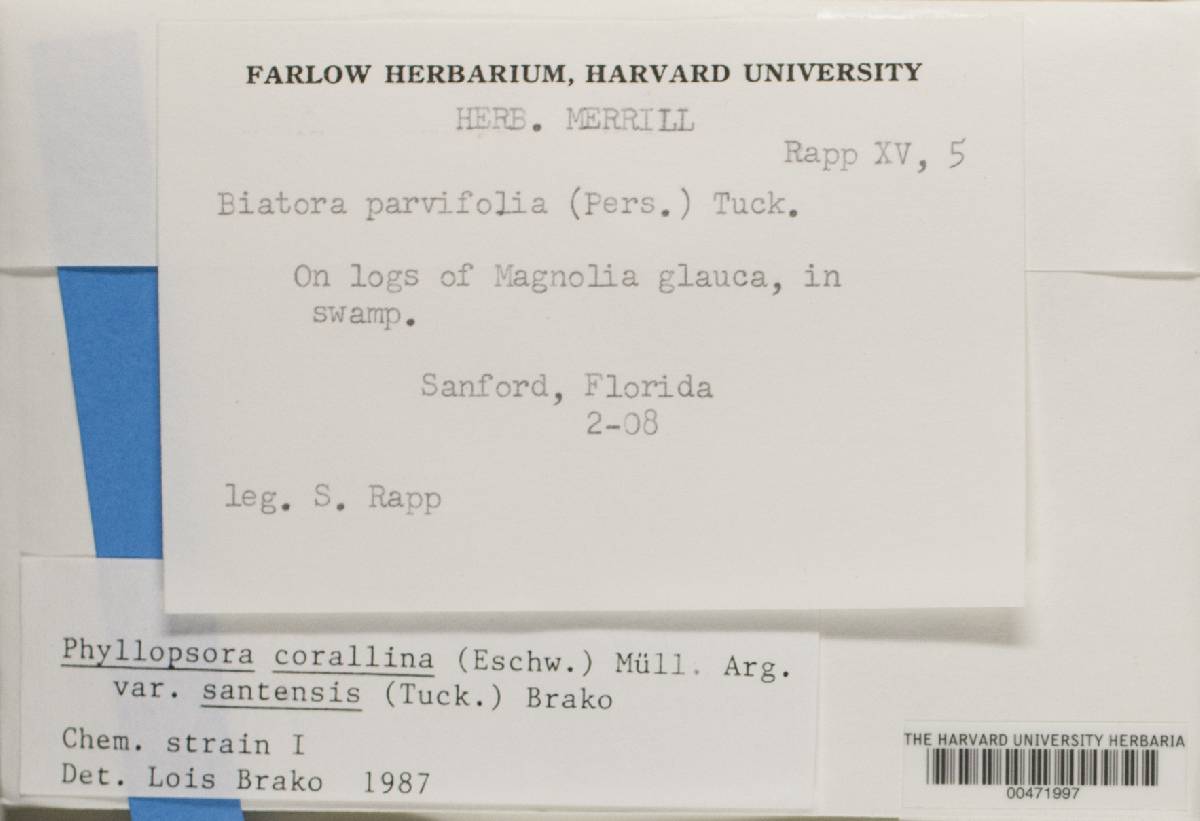 FARLOW HERBARIUM, HARVARD UNIVERSITY
HERB. MERRILL
Rapp XV, 5
Biatora parvifolia (Pers.) Tuck.
On logs of Magnolia glauca, in
swamp.
Sanford, Florida
2-08
leg. S. Rapp
Phyllopsora corallina (Eschw.) Müll. Arg.
var. santensis (Tuck.) Brako
Chem. strain I
Det. Lois Brako 1987
THE HARVARD UNIVERSITY HERBARIA
00471997